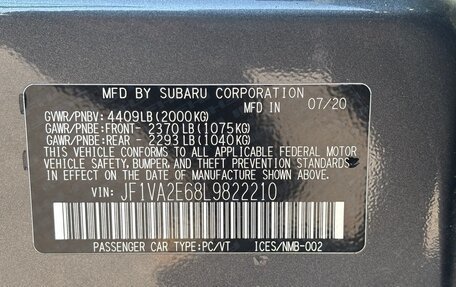 MFD BY SUBARU CORPORATION
MFD IN 07/20
GVWR/PNBV: 4409LB(2000KG)
GAWR/PNBE:FRONT- 2370LB(1075KG)
GAWR/PNBE:REAR - 2293LB(1040KG)
THIS VEHICLE CONFORMS TO ALL APPLICABLE FEDERAL MOTOR
VEHICLE SAFETY, BUMPER, AND THEFT PREVENTION STANDARDS
IN EFFECT ON THE DATE OF MANUFACTURE SHOWN ABOVE.
VIN: JF1VA2E68L9822210
PASSENGER CAR TYPE:PC/VT ICES/NMB-002